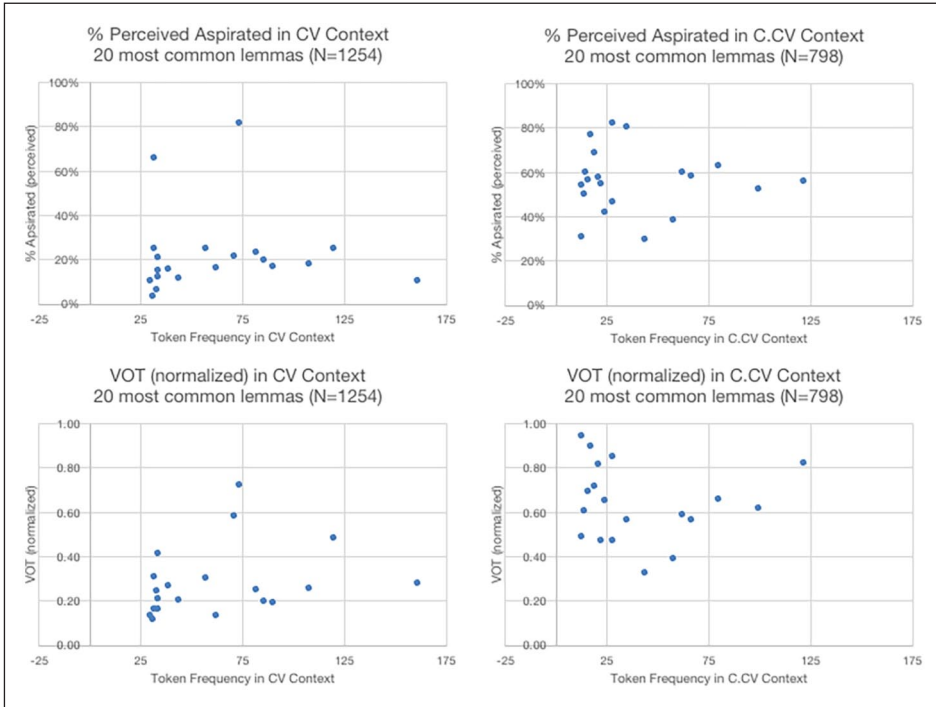 % Perceived Aspirated in CV Context
20 most common lemmas (N=1254)
100%
80%
60%
40%
20%
0%
% Apsirated (perceived)
-25
25
75
125
175
Token Frequency in CV Context
% Perceived Aspirated in C.CV Context
20 most common lemmas (N=798)
100%
80%
60%
40%
20%
0%
% Apsirated (perceived)
-25
25
75
125
175
Token Frequency in C.CV Context
VOT (normalized) in CV Context
20 most common lemmas (N=1254)
1.00
0.80
0.60
0.40
0.20
0.00
VOT (normalized)
-25
25
75
125
175
Token Frequency in CV Context
VOT (normalized) in C.CV Context
20 most common lemmas (N=798)
1.00
0.80
0.60
0.40
0.20
0.00
VOT (normalized)
-25
25
75
125
175
Token Frequency in C.CV Context